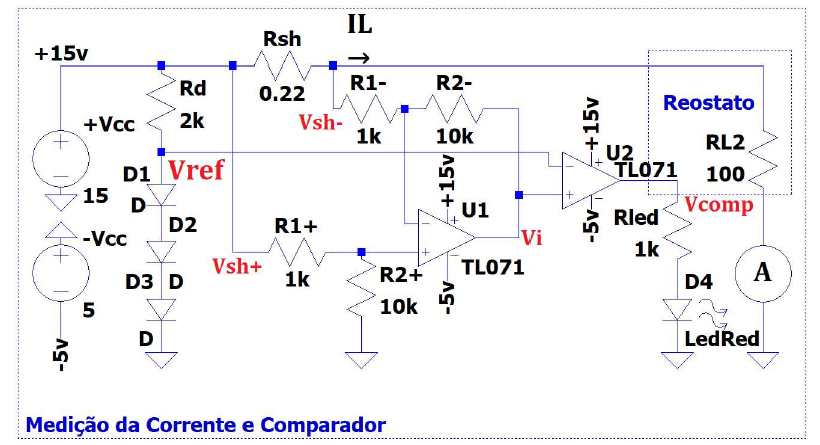 IL
Rsh
+15v
→
0.22
Rd
2k
+Vcc
15
-Vcc
5
-5v
D1
D
D2
D
D3
D
Vref
Vsh-
R1-
1k
R2-
10k
Vsh+
R1+
1k
R2+
10k
+15v
U1
TL071
-5v
Vi
+15v
U2
TL071
-5v
Reostato
RL2
100
Vcomp
Rled
1k
D4
LedRed
A
Medição da Corrente e Comparador